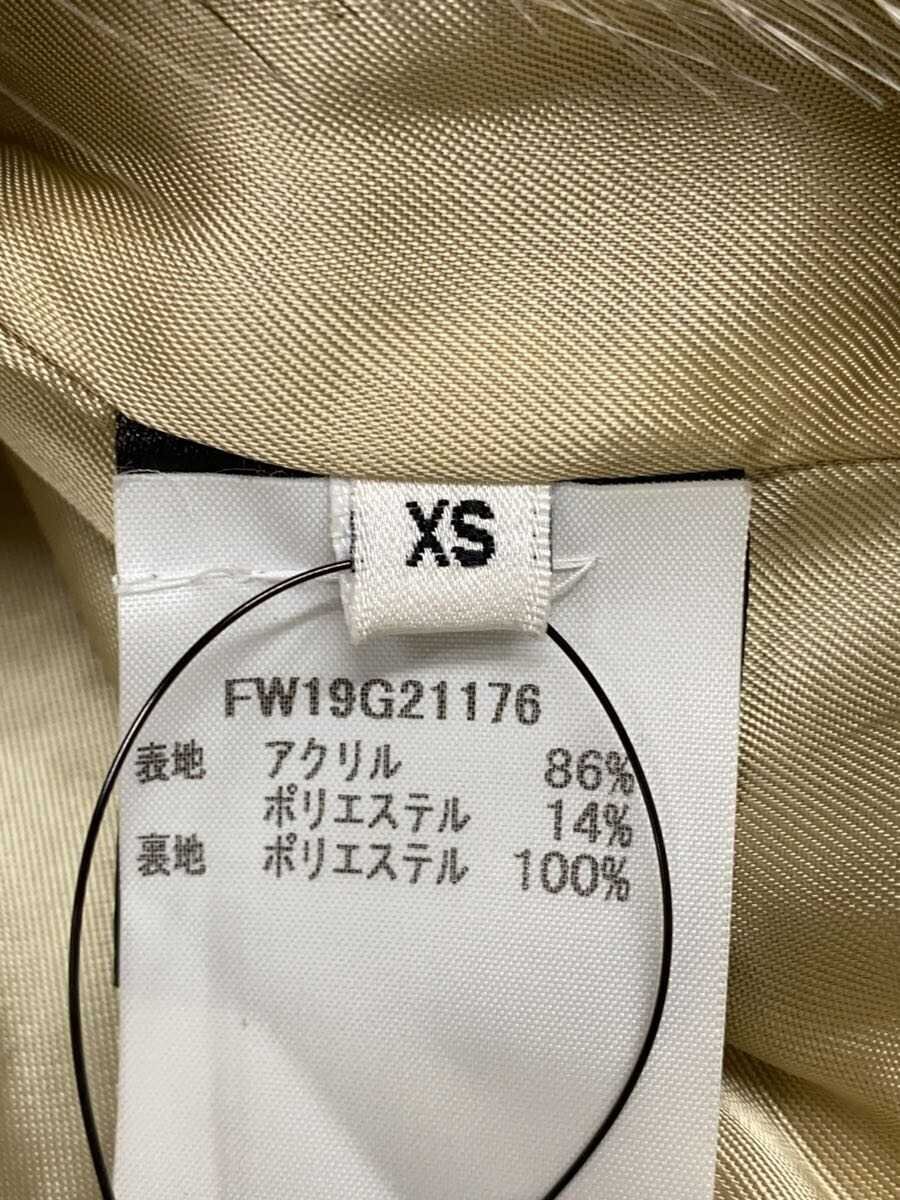 XS
FW19G21176
表地 アクリル 86%
ポリエステル 14%
裏地 ポリエステル 100%